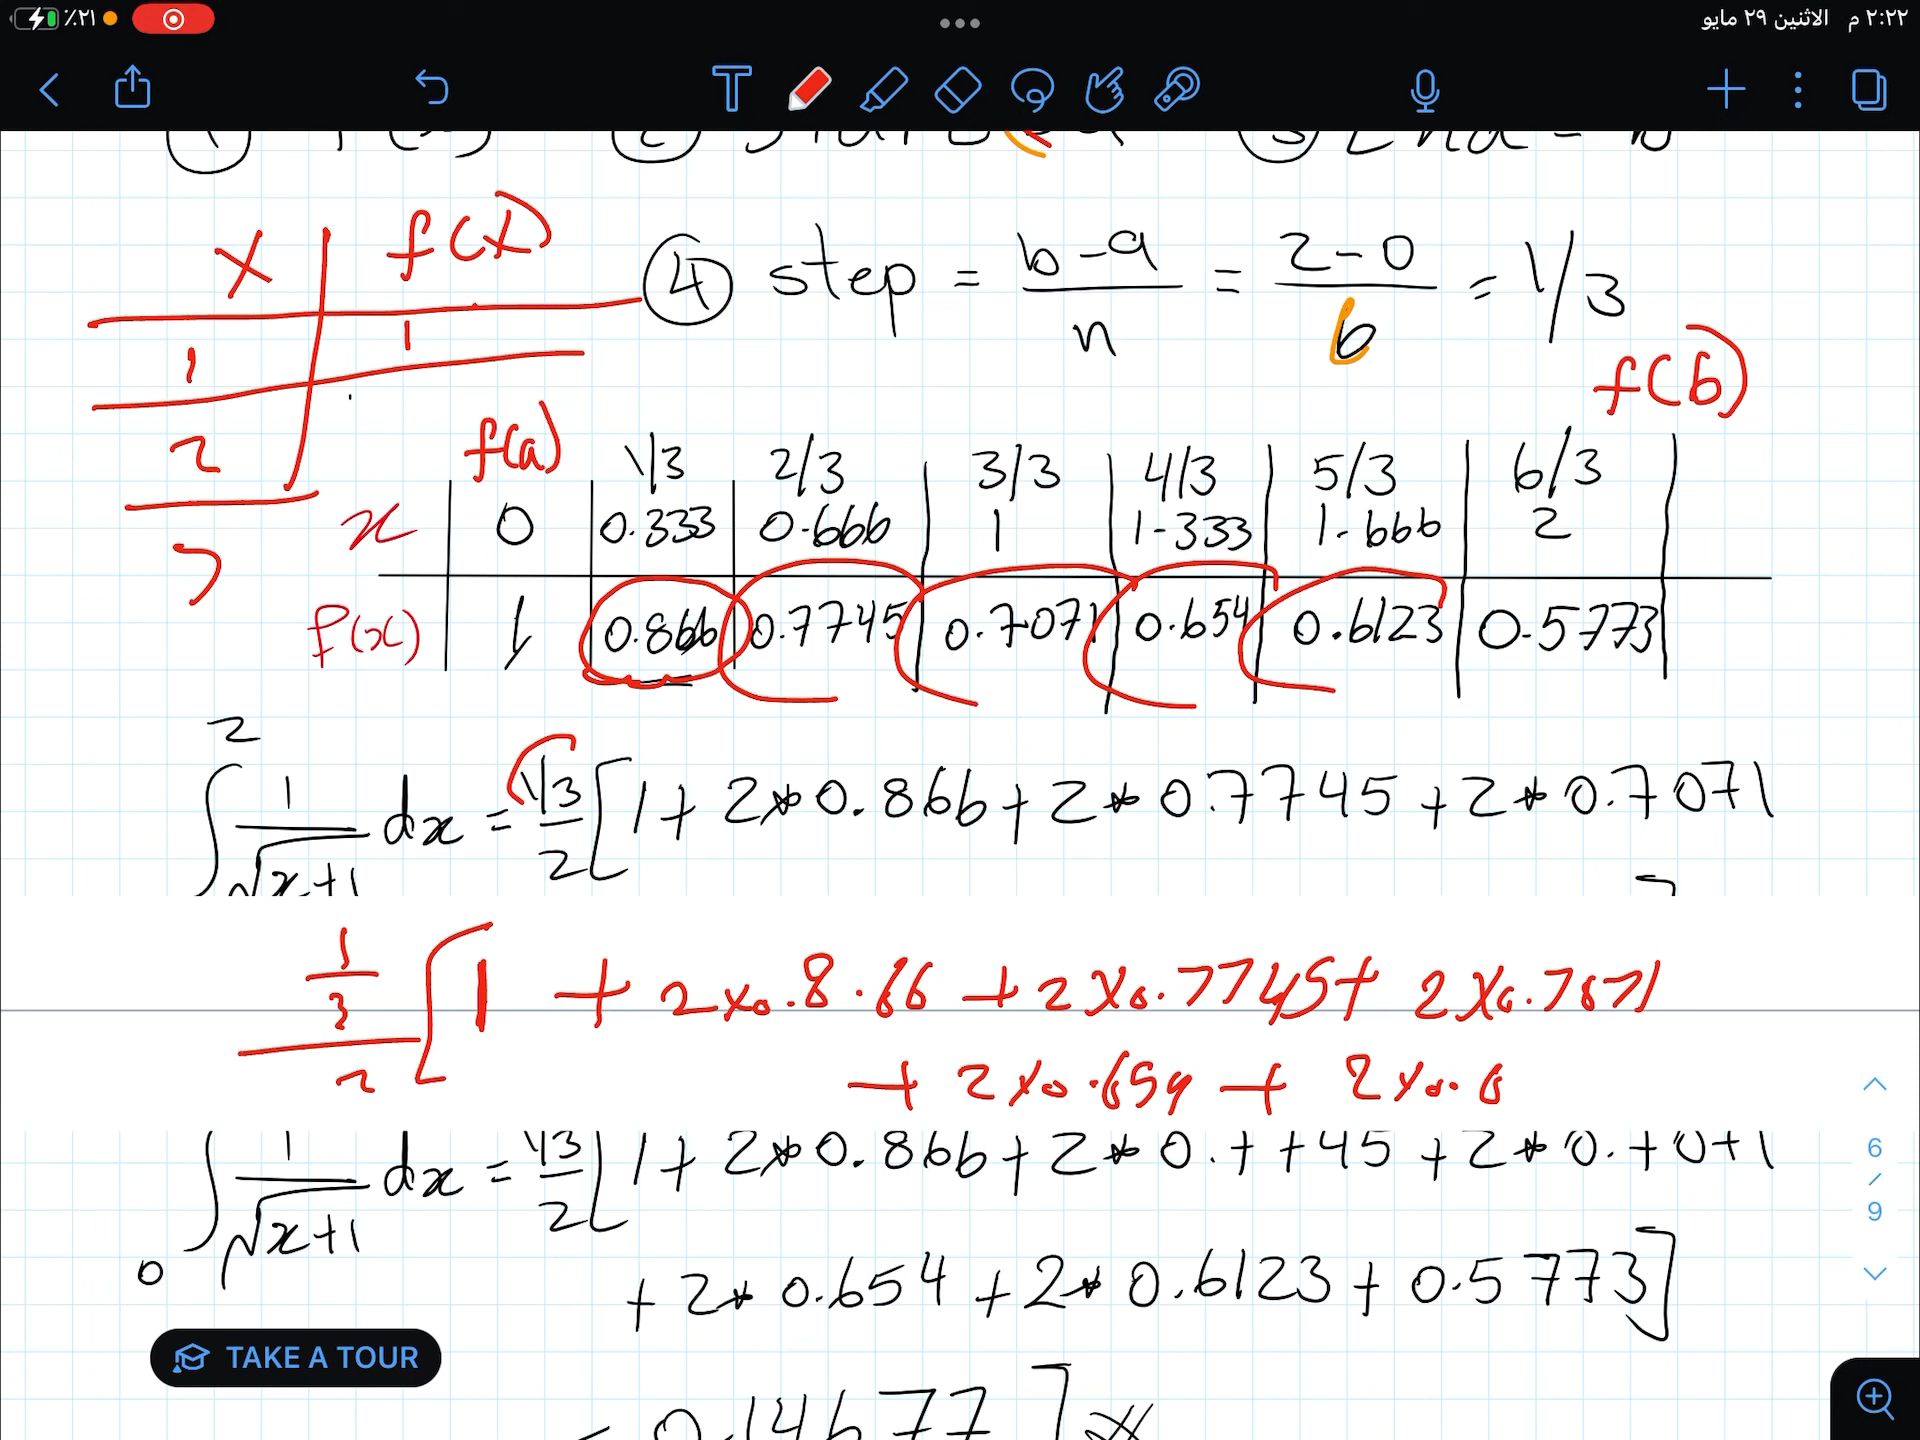 ٪٢١
٢:٢٢ م الاثنين ٢٩ مايو
x f(x)
1 1
2
④ step = b-a/n = 2-0/6 = 1/3
f(a) f(b)
1/3 2/3 3/3 4/3 5/3 6/3
x 0 0.333 0.666 1 1.333 1.666 2
f(x) 1 0.866 0.7745 0.7071 0.654 0.6123 0.5773
2
∫ 1/√x+1 dx = 1/3/2 [1 + 2*0.866 + 2*0.7745 + 2*0.7071
1/3/2 [1 + 2x0.8.66 + 2x0.7745 + 2x0.7071
+ 2x0.654 + 2x0.6
∫ 1/√x+1 dx = 1/3/2 [1 + 2*0.866 + 2*0.7745 + 2*0.7071
0
+ 2*0.654 + 2*0.6123 + 0.5773]
6
/
9
TAKE A TOUR